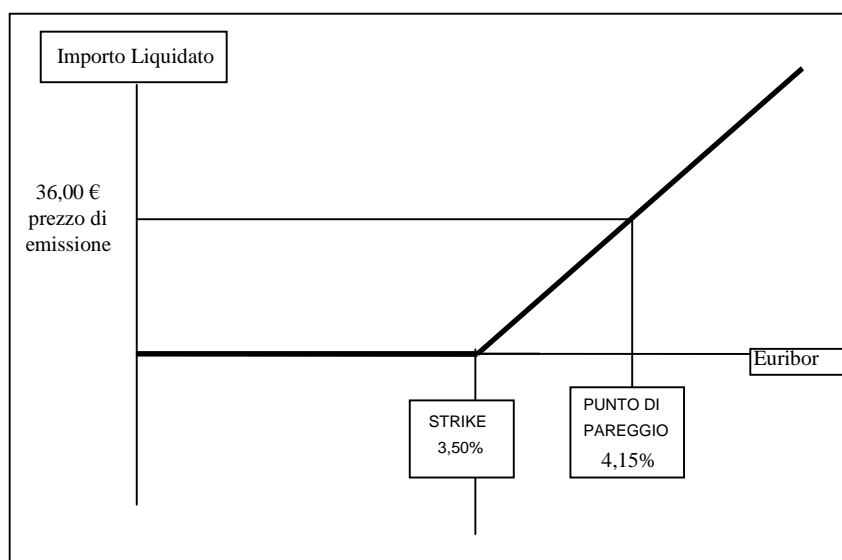 Importo Liquidato
36,00 €
prezzo di
emissione
Euribor
STRIKE
3,50%
PUNTO DI
PAREGGIO
4,15%